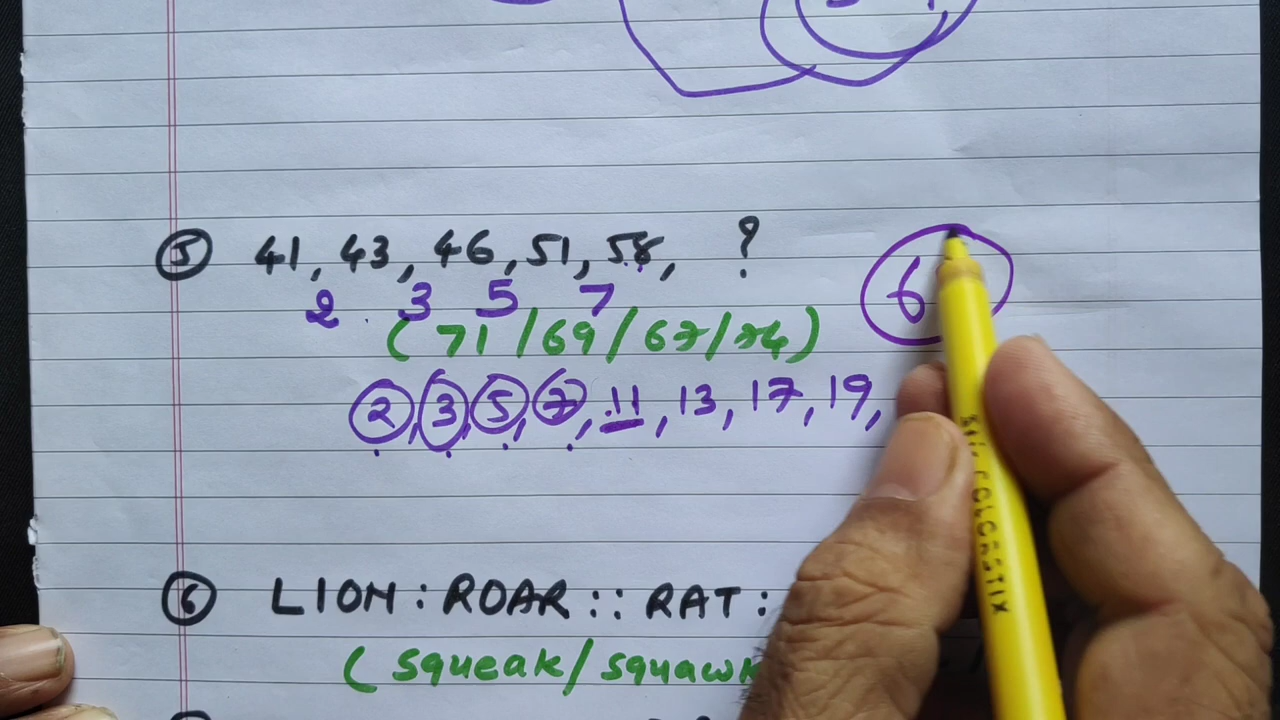 5 41, 43, 46, 51, 58, ?
2 3 5 7
6
(71/69/67/74)
2, 3, 5, 7, 11, 13, 17, 19,
6 LION : ROAR :: RAT :
(squeak/squawk